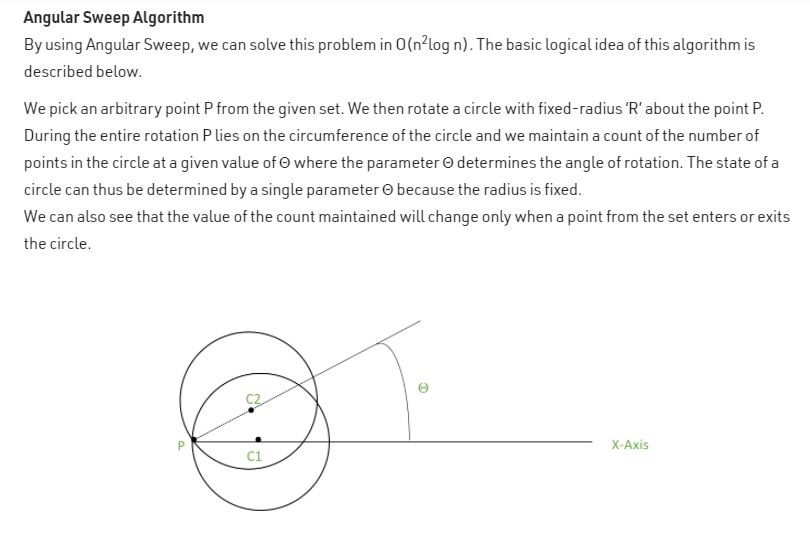 Angular Sweep Algorithm
By using Angular Sweep, we can solve this problem in O(n²log n). The basic logical idea of this algorithm is
described below.
We pick an arbitrary point P from the given set. We then rotate a circle with fixed-radius 'R' about the point P.
During the entire rotation P lies on the circumference of the circle and we maintain a count of the number of
points in the circle at a given value of Θ where the parameter Θ determines the angle of rotation. The state of a
circle can thus be determined by a single parameter Θ because the radius is fixed.
We can also see that the value of the count maintained will change only when a point from the set enters or exits
the circle.
Θ
C2
P
X-Axis
C1